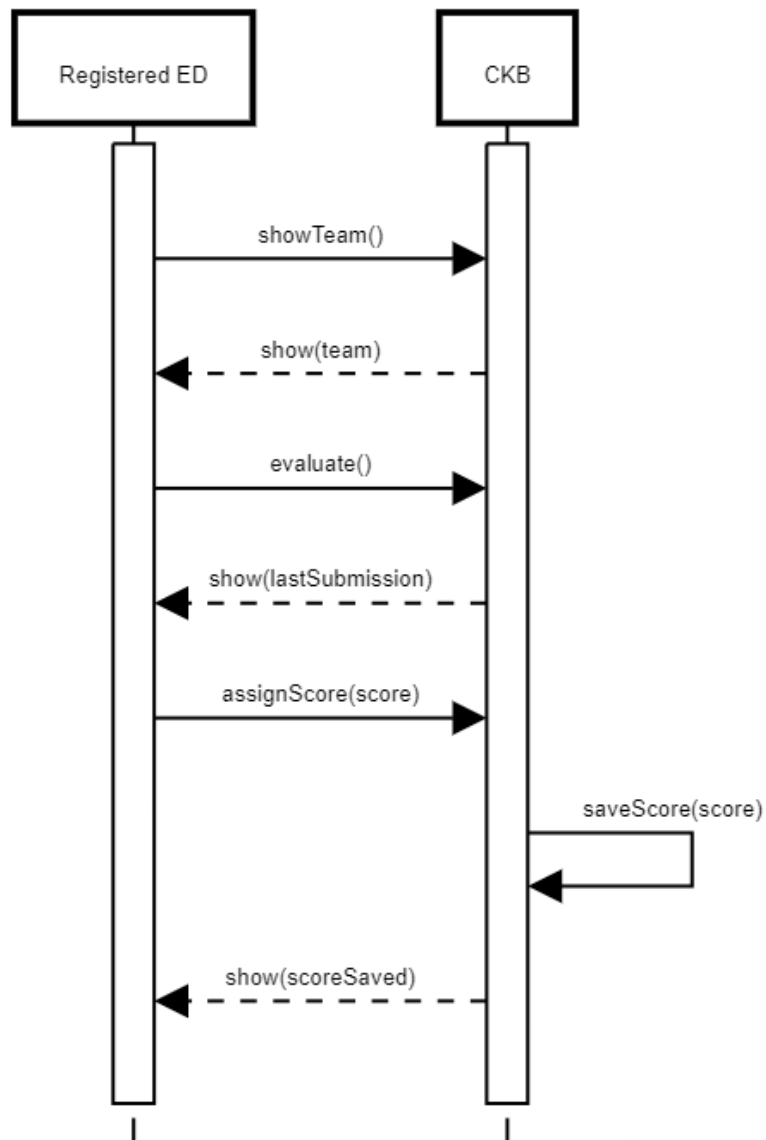 Registered ED
CKB
showTeam()
show(team)
evaluate()
show(lastSubmission)
assignScore(score)
saveScore(score)
show(scoreSaved)